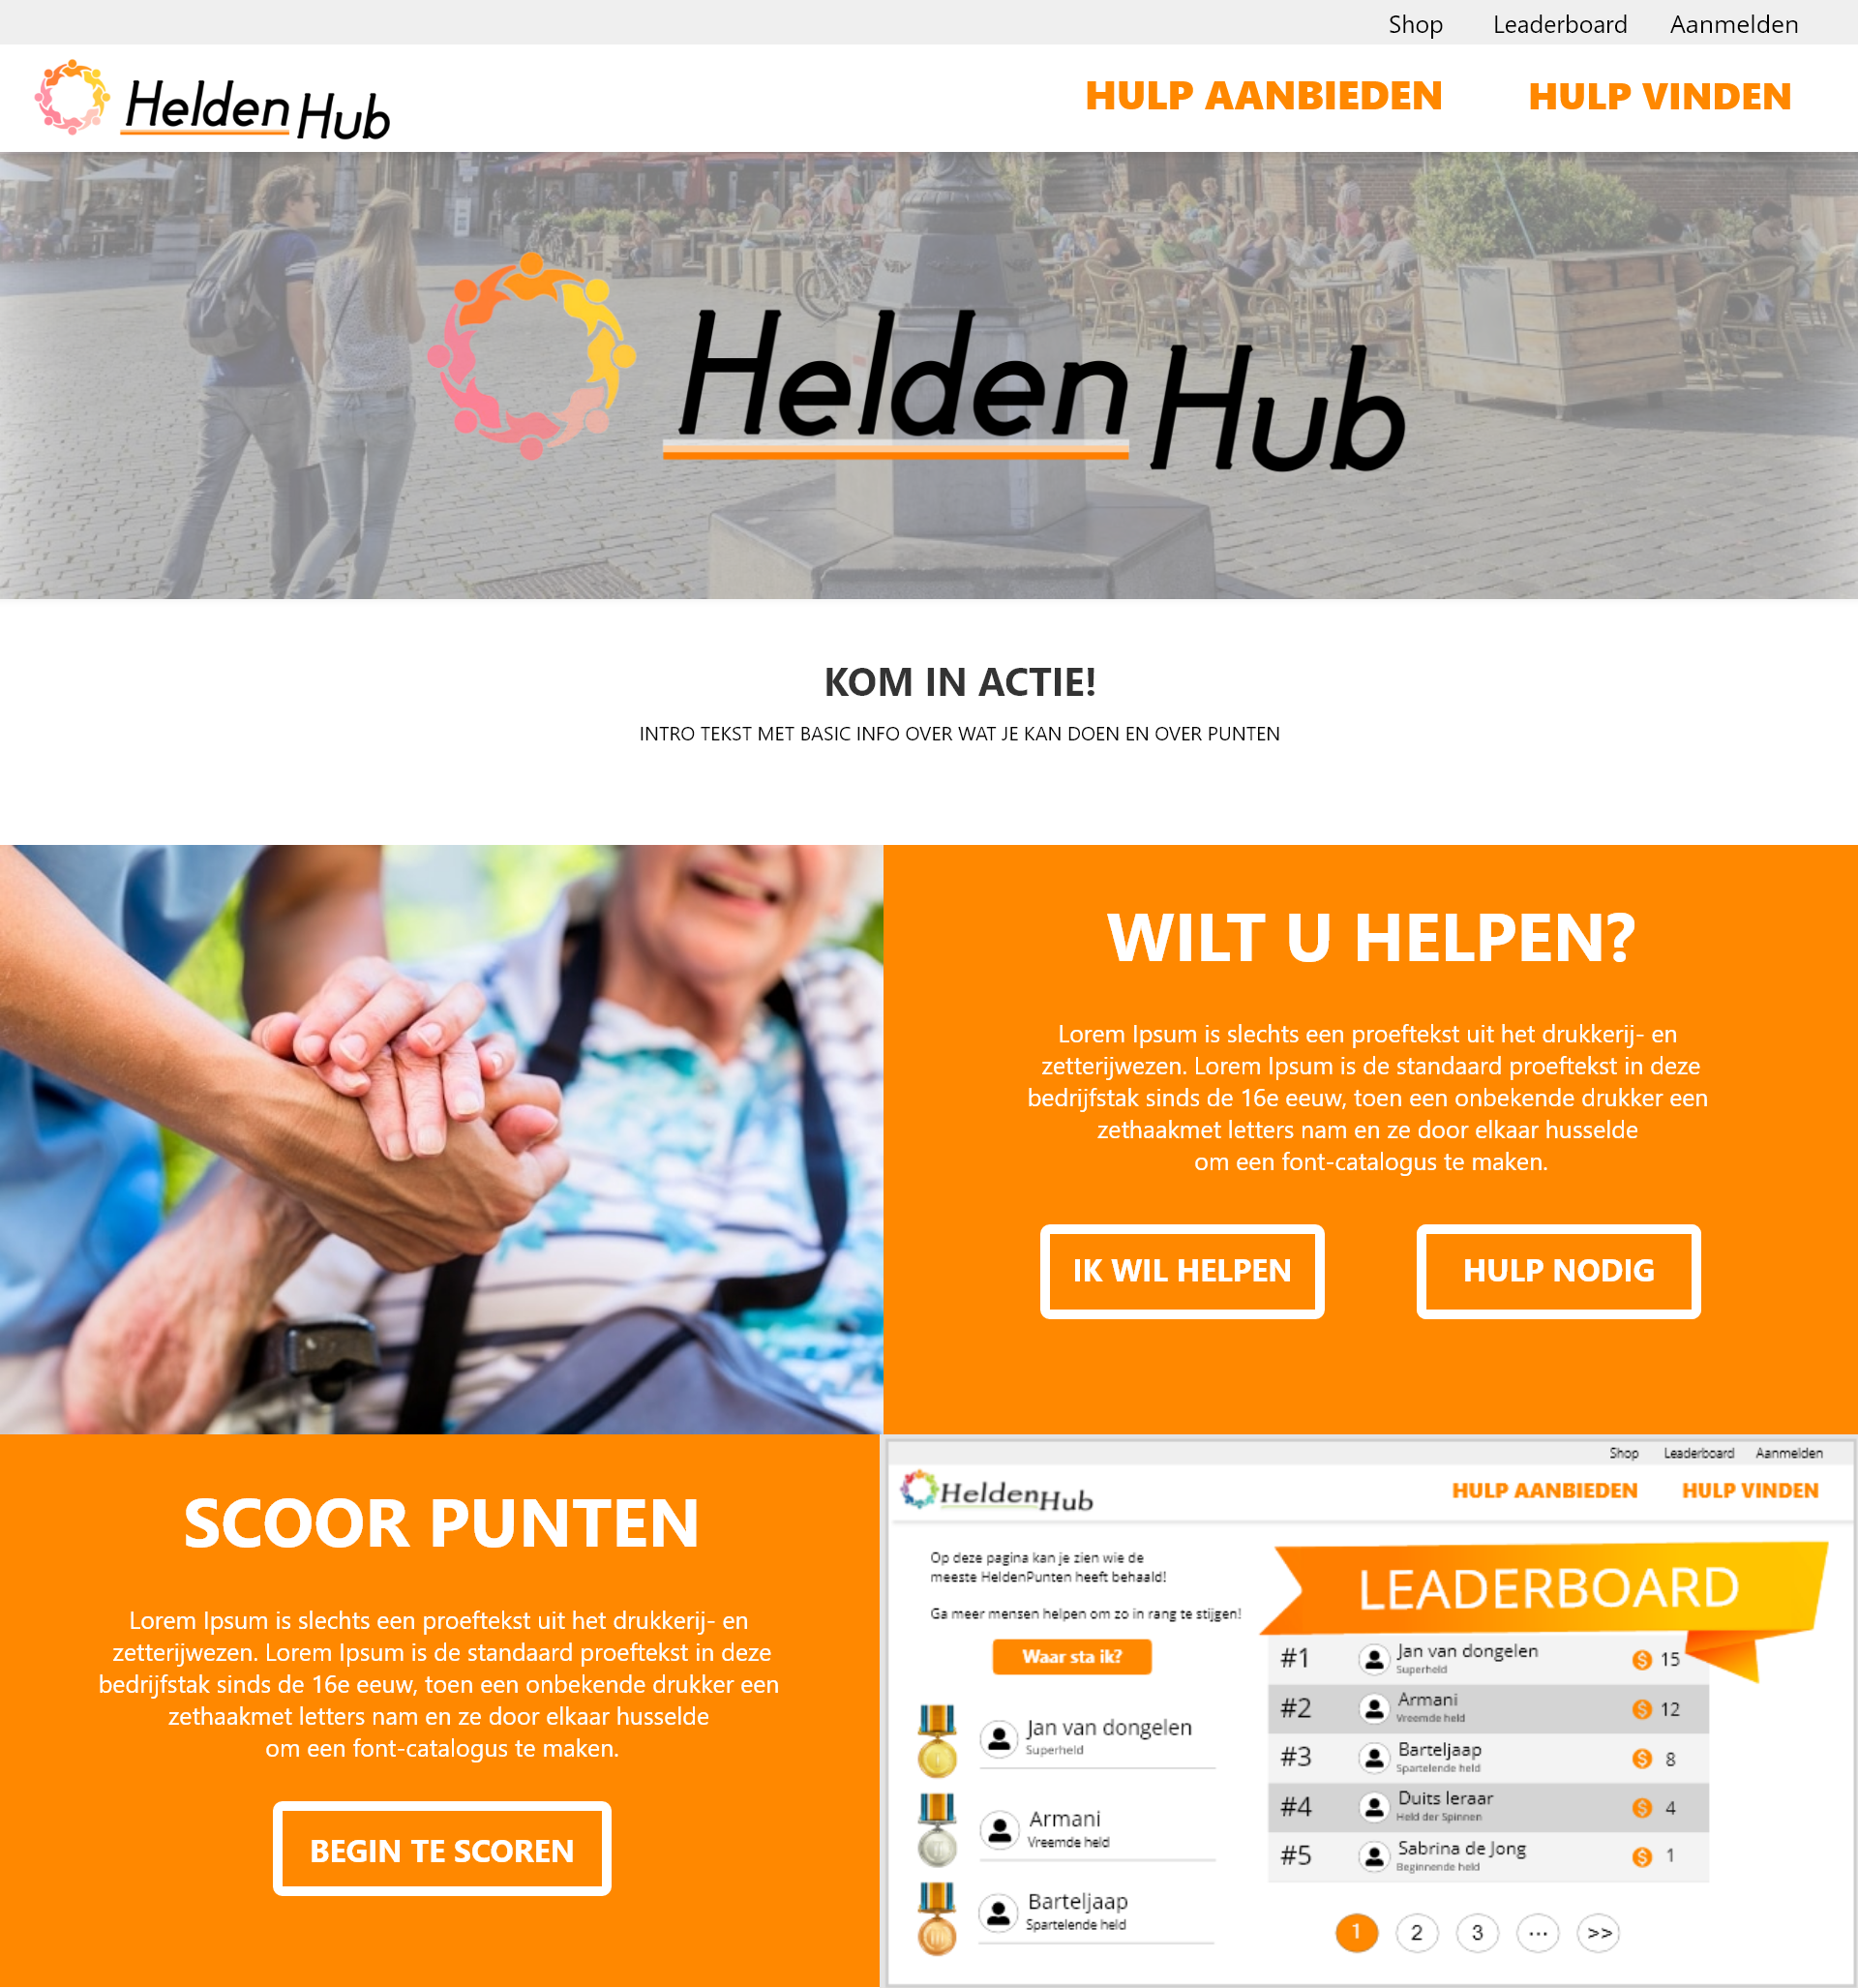 Shop Leaderboard Aanmelden
Helden Hub
HULP AANBIEDEN HULP VINDEN
Helden Hub
KOM IN ACTIE!
INTRO TEKST MET BASIC INFO OVER WAT JE KAN DOEN EN OVER PUNTEN
WILT U HELPEN?
Lorem Ipsum is slechts een proeftekst uit het drukkerij- en
zetterijwezen. Lorem Ipsum is de standaard proeftekst in deze
bedrijfstak sinds de 16e eeuw, toen een onbekende drukker een
zethaakmet letters nam en ze door elkaar husselde
om een font-catalogus te maken.
IK WIL HELPEN
HULP NODIG
SCOOR PUNTEN
Lorem Ipsum is slechts een proeftekst uit het drukkerij- en
zetterijwezen. Lorem Ipsum is de standaard proeftekst in deze
bedrijfstak sinds de 16e eeuw, toen een onbekende drukker een
zethaakmet letters nam en ze door elkaar husselde
om een font-catalogus te maken.
BEGIN TE SCOREN
Shop Leaderboard Aanmelden
HeldenHub
HULP AANBIEDEN HULP VINDEN
Op deze pagina kan je zien wie de
meeste HeldenPunten heeft behaald!
Ga meer mensen helpen om zo in rang te stijgen!
Waar sta ik?
Jan van dongelen
Superheld
Armani
Vreemde held
Barteljaap
Spartelende held
LEADERBOARD
#1 Jan van dongelen 15
Superheld
#2 Armani 12
Vreemde held
#3 Barteljaap 8
Spartelende held
#4 Duits leraar 4
Held der Spinnen
#5 Sabrina de Jong 1
Beginnende held
1 2 3 ... >>